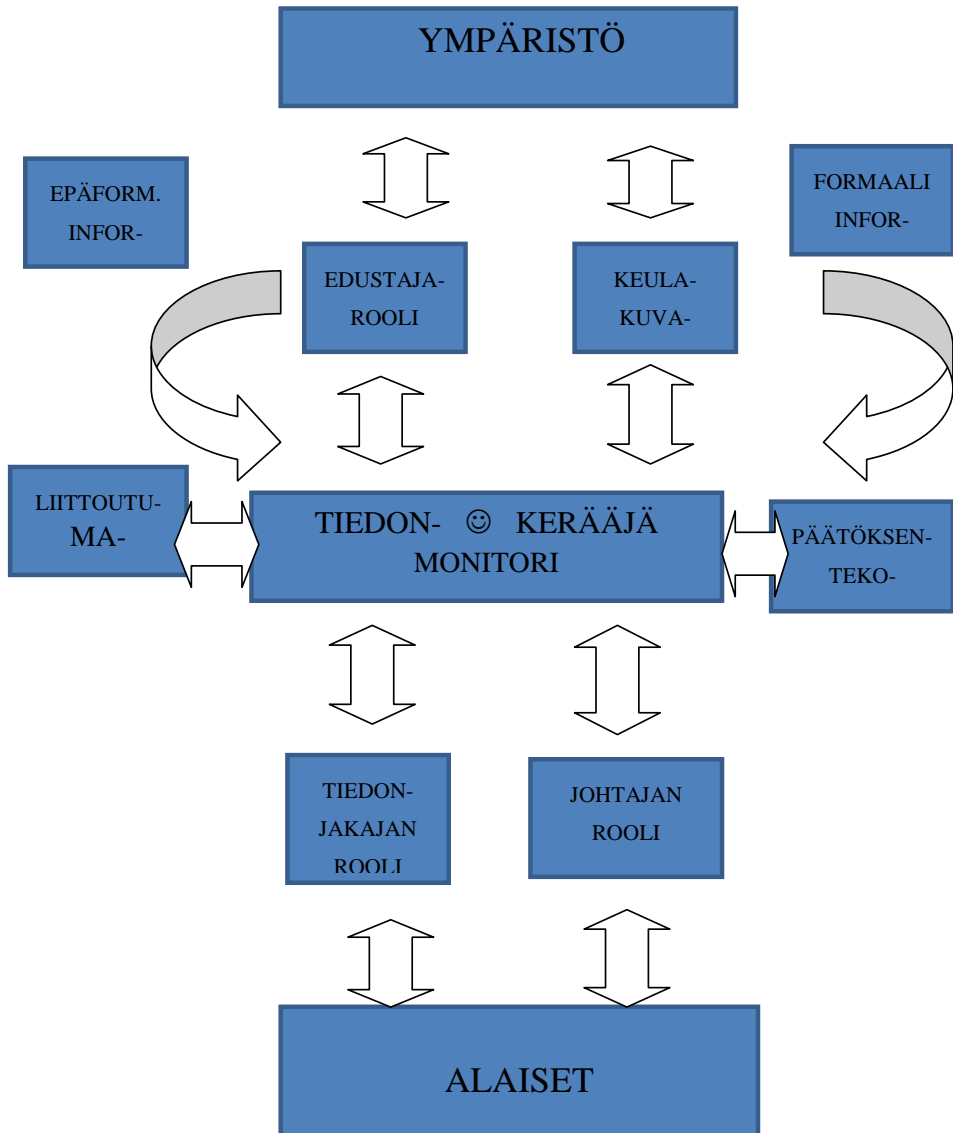 YMPÄRISTÖ
EPÄFORM.
INFOR-
FORMAALI
INFOR-
EDUSTAJA-
ROOLI
KEULA-
KUVA-
LIITTOUTU-
MA-
TIEDON- ☺ KERÄÄJÄ
MONITORI
PÄÄTÖKSEN-
TEKO-
TIEDON-
JAKAJAN
ROOLI
JOHTAJAN
ROOLI
ALAISET